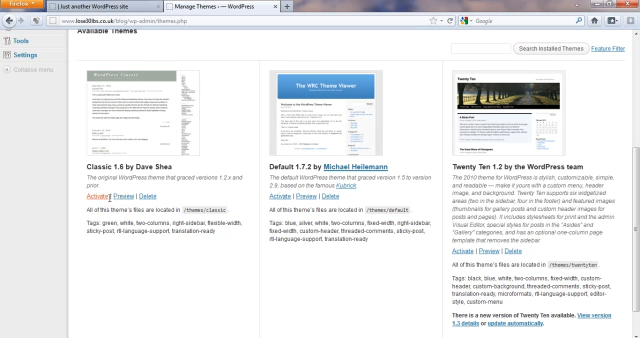 Firefox
| Just another WordPress site
Manage Themes ‹ — WordPress
www.lose30lbs.co.uk/blog/wp-admin/themes.php
Google
Tools
Settings
Collapse menu
Available Themes
Search Installed Themes
Feature Filter
WordPress Classic
The WRC Theme Viewer
Twenty Ten
Classic 1.6 by Dave Shea
The original WordPress theme that graced versions 1.2.x and
prior.
Activate | Preview | Delete
All of this theme's files are located in /themes/classic.
Tags: green, white, two-columns, right-sidebar, flexible-width,
sticky-post, rtl-language-support, translation-ready
Default 1.7.2 by Michael Heilemann
The default WordPress theme that graced version 1.5 to version
2.9, based on the famous Kubrick
Activate | Preview | Delete
All of this theme's files are located in /themes/default.
Tags: blue, silver, white, two-columns, fixed-width, right-sidebar,
fixed-width, custom-header, threaded-comments, sticky-post,
rtl-language-support, translation-ready
Twenty Ten 1.2 by the WordPress team
The 2010 theme for WordPress is stylish, customizable, simple,
and readable — make it yours with a custom menu, header
image, and background. Twenty Ten supports six widgetized
areas (two in the sidebar, four in the footer) and featured images
(thumbnails for gallery posts and custom header images for
posts and pages). It includes stylesheets for print and the admin
Visual Editor, special styles for posts in the "Asides" and
"Gallery" categories, and has an optional one-column page
template that removes the sidebar.
Activate | Preview | Delete
All of this theme's files are located in /themes/twentyten.
Tags: black, blue, white, two-columns, fixed-width, custom-
header, custom-background, threaded-comments, sticky-post,
translation-ready, microformats, rtl-language-support, editor-
style, custom-menu
There is a new version of Twenty Ten available. View version
1.3 details or update automatically.